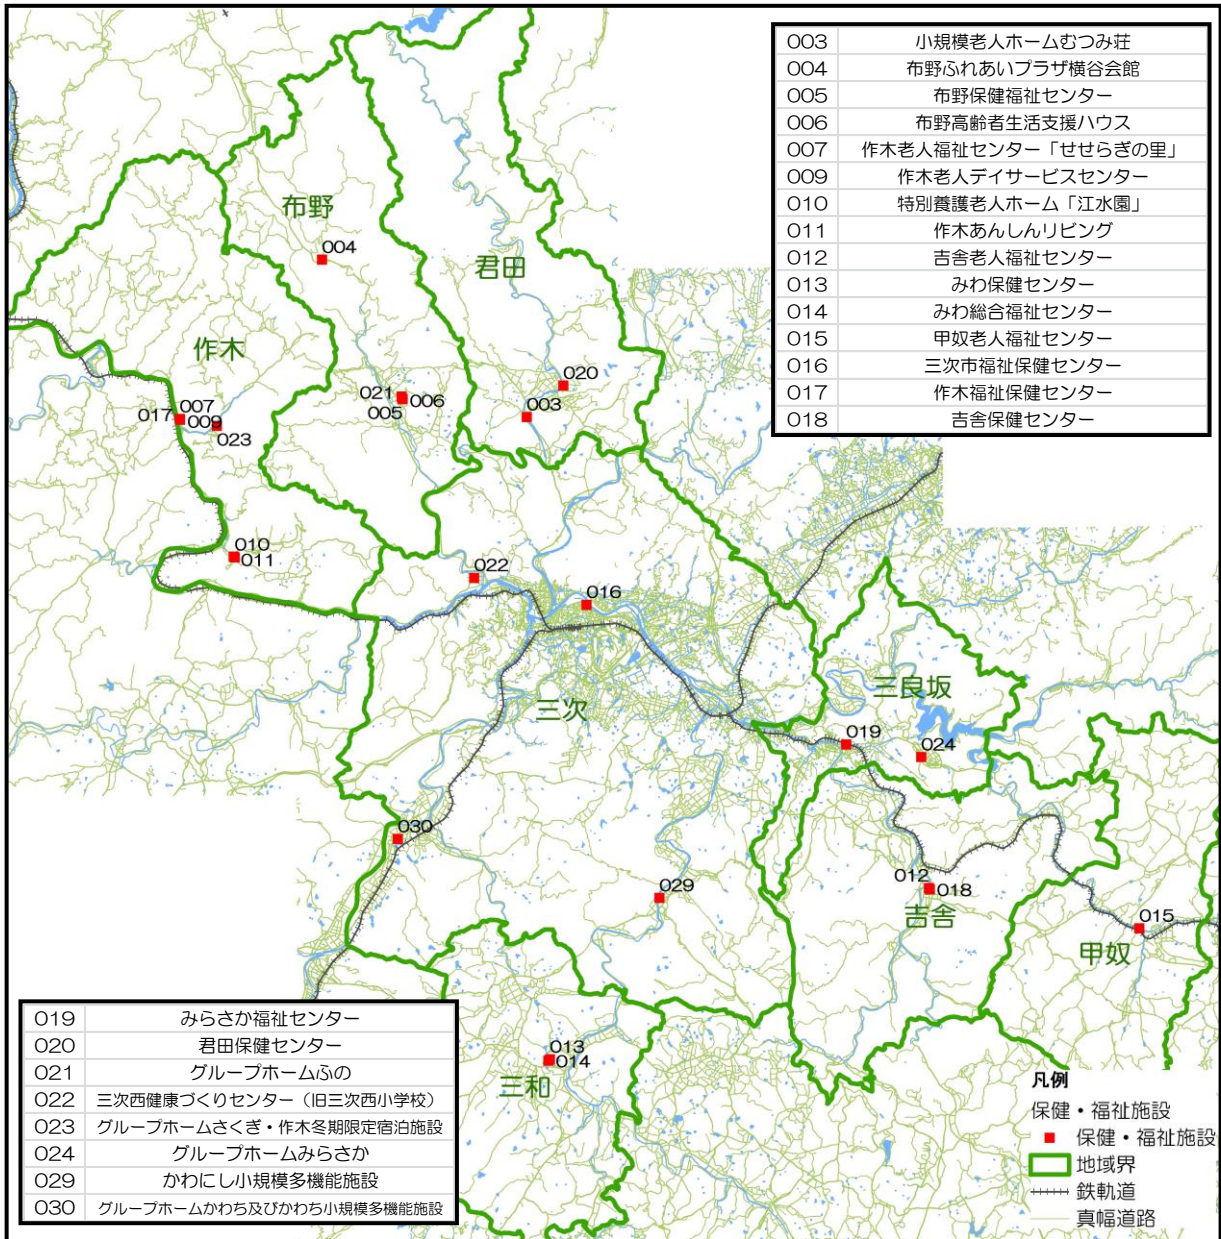 003 小規模老人ホームむつみ荘
004 布野ふれあいプラザ横谷会館
005 布野保健福祉センター
006 布野高齢者生活支援ハウス
007 作木老人福祉センター「せせらぎの里」
009 作木老人デイサービスセンター
010 特別養護老人ホーム「江水園」
011 作木あんしんリビング
012 吉舎老人福祉センター
013 みわ保健センター
014 みわ総合福祉センター
015 甲奴老人福祉センター
016 三次市福祉保健センター
017 作木福祉保健センター
018 吉舎保健センター
布野
004
君田
作木
020
021
006
005
003
007
017
009
023
010
011
022
016
三次
三良坂
019
024
030
029
012
018
吉舎
015
甲奴
013
014
三和
019 みらさか福祉センター
020 君田保健センター
021 グループホームふの
022 三次西健康づくりセンター（旧三次西小学校）
023 グループホームさくぎ・作木冬期限定宿泊施設
024 グループホームみらさか
029 かわにし小規模多機能施設
030 グループホームかわち及びかわち小規模多機能施設
凡例
保健・福祉施設
保健・福祉施設
地域界
鉄軌道
真幅道路